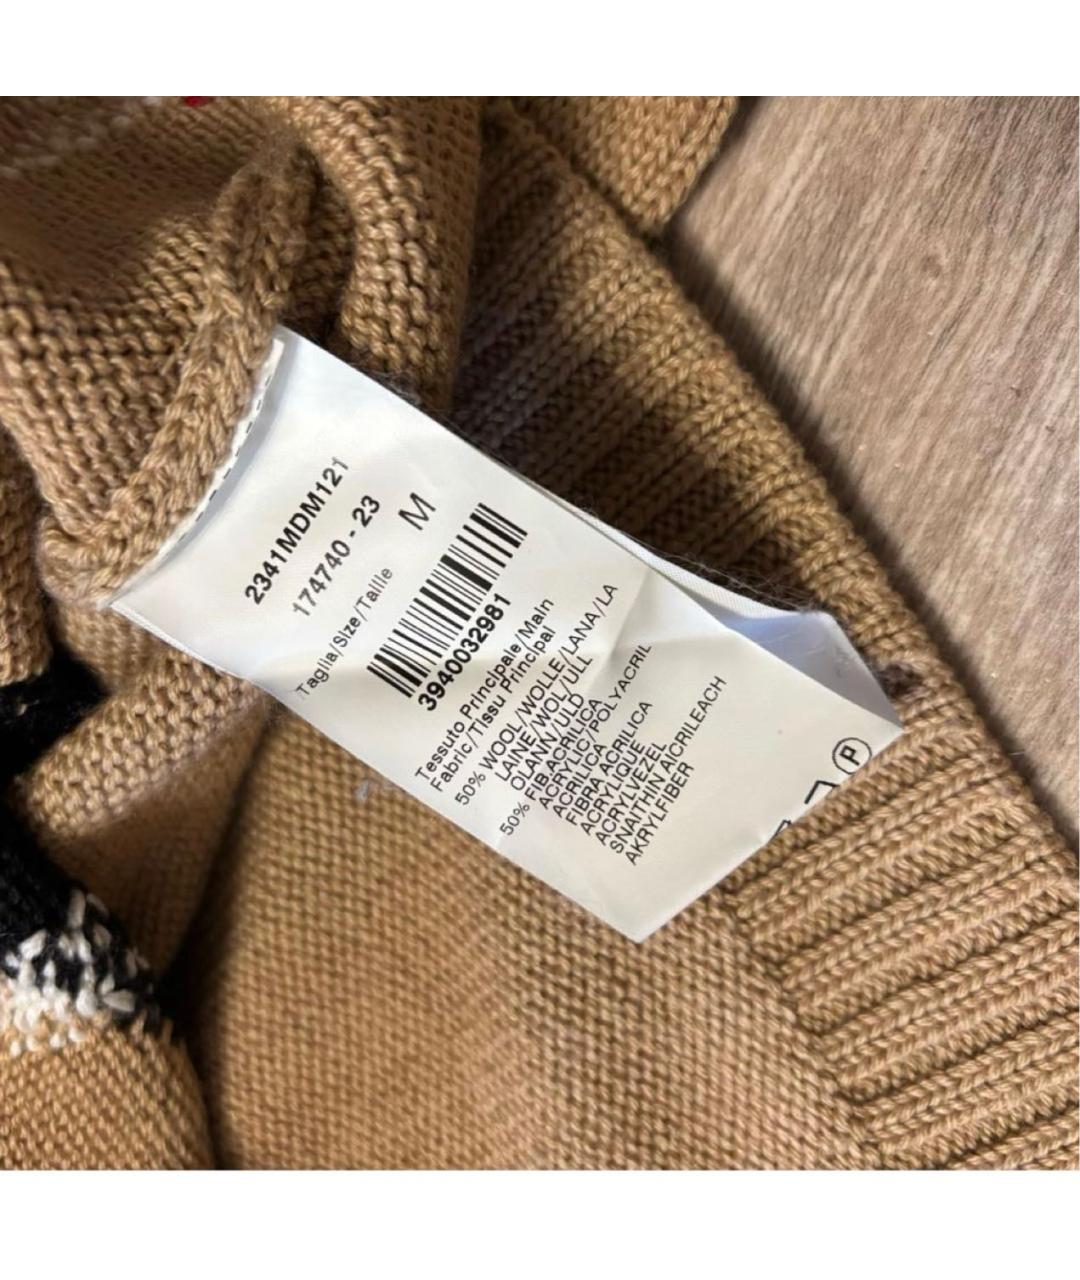 2341MDM121
174740 - 23
Taglia/Size/Taille
M
3940032981
Tessuto Principale/Main
Fabric/Tissu Principal
50% WOOL/WOLLE/LANA/LA
LAINE/WOL/ULL
OLANN/ULD
50% FIB.ACRILICA
ACRYLIC/POLYACRIL
ACRILICA
FIBRA ACRILICA
ACRYLIQUE
ACRYLVEZEL
SNAITHIN AICRILEACH
AKRYLFIBER
P